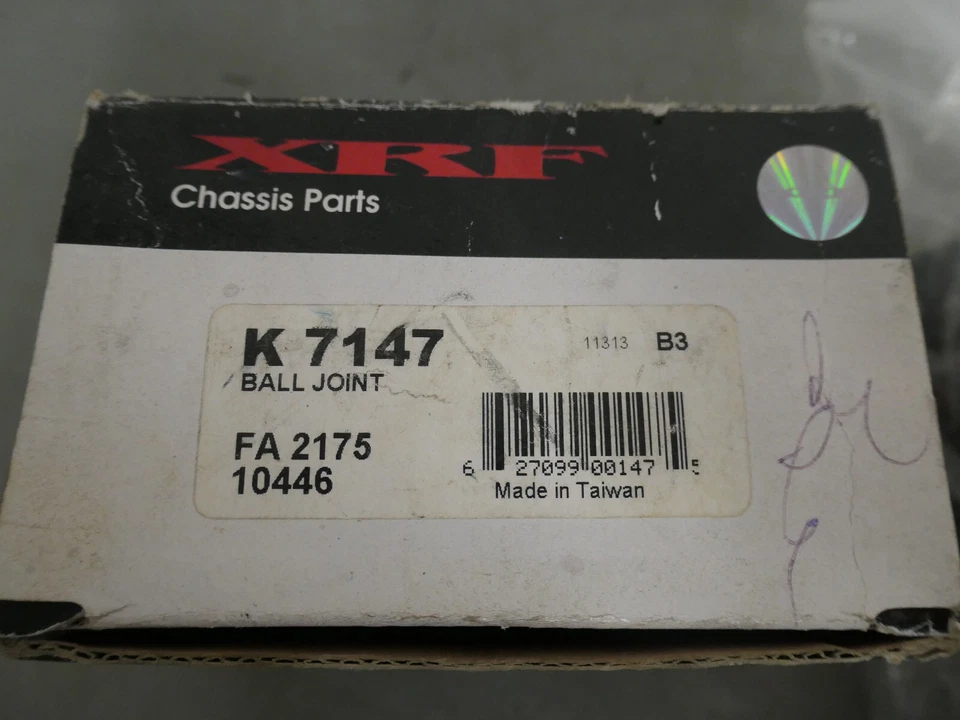 XRF
Chassis Parts
K 7147
11313 B3
BALL JOINT
FA 2175
10446
6 27099 00147 5
Made in Taiwan